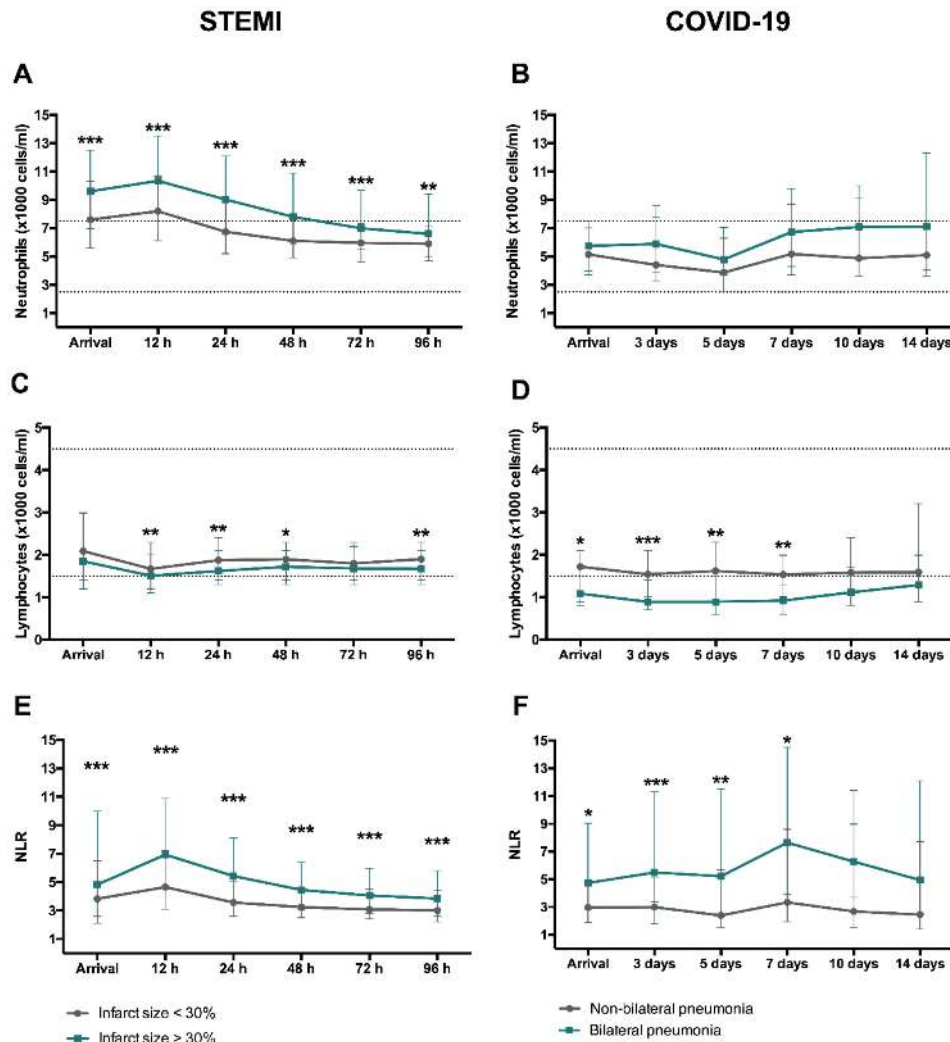 STEMI COVID-19
A B
Neutrophils (x1000 cells/ml)
15
13
11
9
7
5
3
1
*** *** *** *** *** **
Arrival 12 h 24 h 48 h 72 h 96 h
Neutrophils (x1000 cells/ml)
15
13
11
9
7
5
3
1
Arrival 3 days 5 days 7 days 10 days 14 days
C D
Lymphocytes (x1000 cells/ml)
5
4
3
2
1
0
** ** * **
Arrival 12 h 24 h 48 h 72 h 96 h
Lymphocytes (x1000 cells/ml)
5
4
3
2
1
0
* *** ** **
Arrival 3 days 5 days 7 days 10 days 14 days
E F
NLR
15
13
11
9
7
5
3
1
*** *** *** *** *** ***
Arrival 12 h 24 h 48 h 72 h 96 h
NLR
15
13
11
9
7
5
3
1
* *** ** *
Arrival 3 days 5 days 7 days 10 days 14 days
Infarct size < 30%
Infarct size > 30%
Non-bilateral pneumonia
Bilateral pneumonia